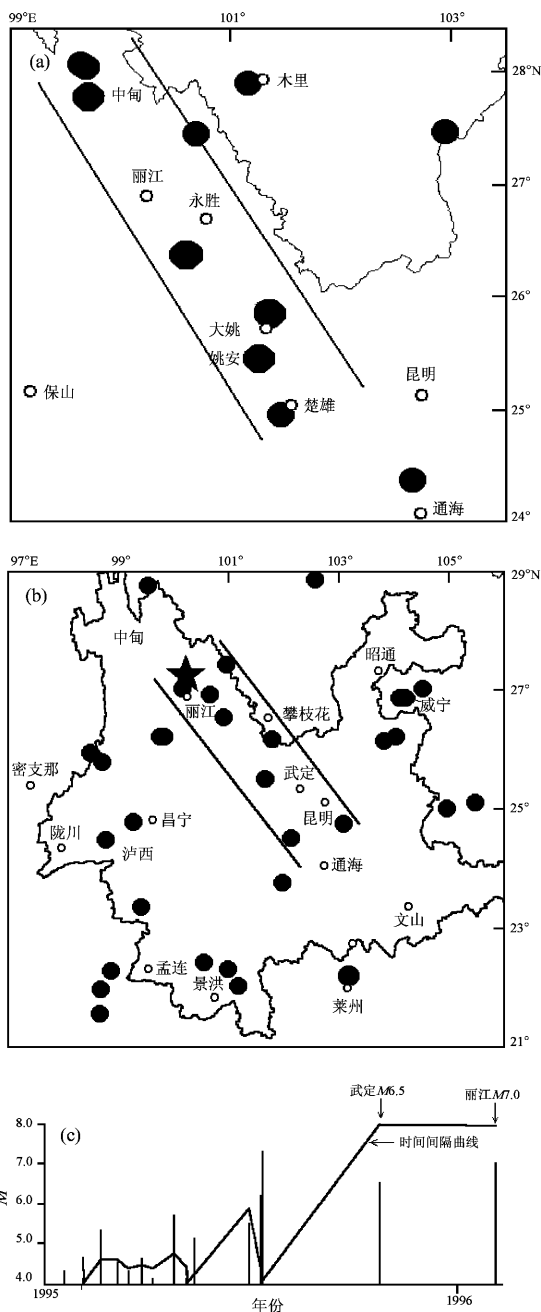 99°E 101° 103°
(a)
28°N
木里
中甸
27°
丽江
永胜
26°
大姚
姚安
昆明
保山
楚雄
25°
通海
24°
97°E 99° 101° 103° 105° 29°N
(b)
中甸
昭通
27°
威宁
丽江
攀枝花
密支那
武定
昆明
25°
陇川
昌宁
泸西
通海
文山
23°
孟连
景洪
莱州
21°
武定M6.5 丽江M7.0
8.0
(c)
时间间隔曲线
7.0
M
6.0
5.0
4.0
1995 1996
年份